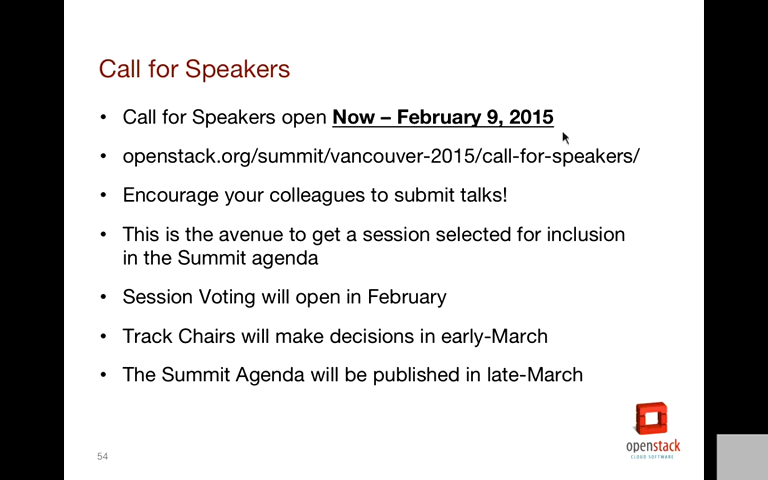 Call for Speakers
• Call for Speakers open Now – February 9, 2015
• openstack.org/summit/vancouver-2015/call-for-speakers/
• Encourage your colleagues to submit talks!
• This is the avenue to get a session selected for inclusion
in the Summit agenda
• Session Voting will open in February
• Track Chairs will make decisions in early-March
• The Summit Agenda will be published in late-March
openstack
CLOUD SOFTWARE
54